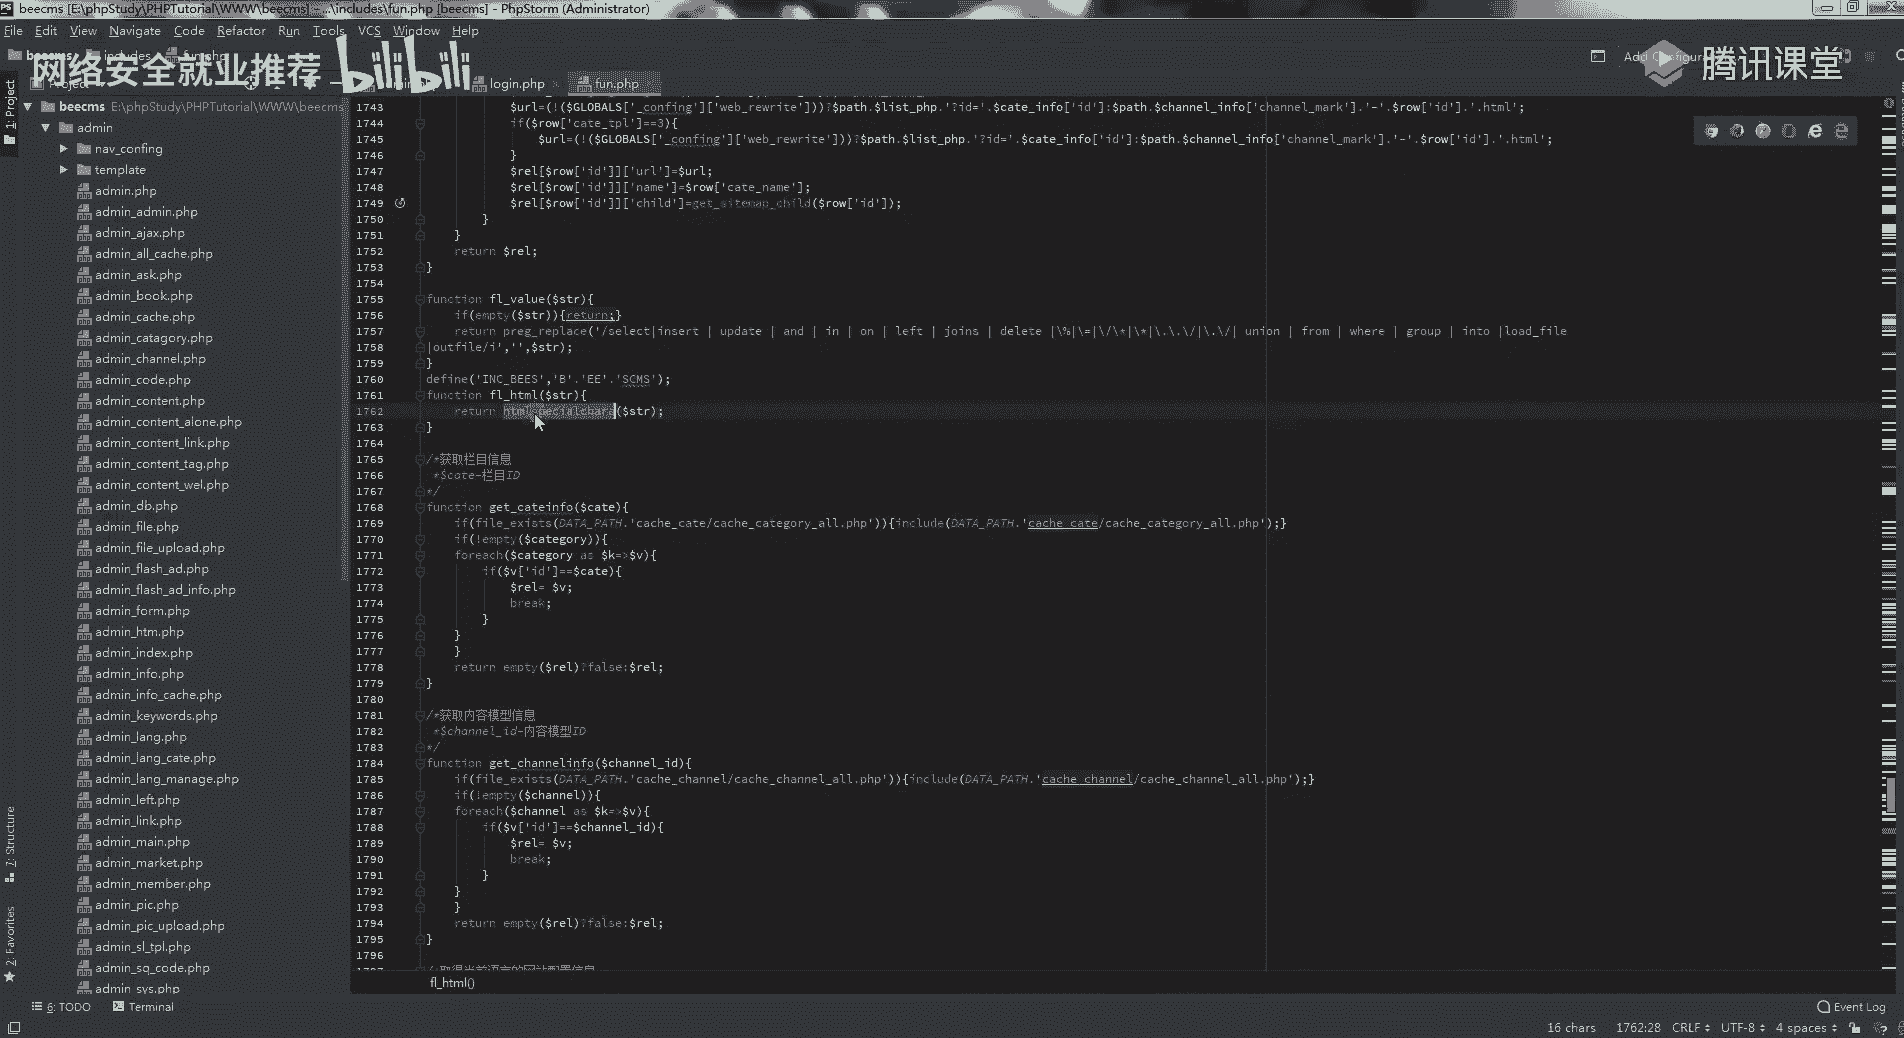 beecms [E:\phpStudy\PHPTutorial\WWW\beecms] - ...\includes\fun.php [beecms] - PhpStorm (Administrator)
File Edit View Navigate Code Refactor Run Tools VCS Window Help
网络安全就业推荐 bilibili
腾讯课堂
login.php
fun.php
1: Project
beecms E:\phpStudy\PHPTutorial\WWW\beecms
admin
nav_confing
template
admin.php
admin_admin.php
admin_ajax.php
admin_all_cache.php
admin_ask.php
admin_book.php
admin_cache.php
admin_catagory.php
admin_channel.php
admin_code.php
admin_content.php
admin_content_alone.php
admin_content_link.php
admin_content_tag.php
admin_content_wel.php
admin_db.php
admin_file.php
admin_file_upload.php
admin_flash_ad.php
admin_flash_ad_info.php
admin_form.php
admin_htm.php
admin_index.php
admin_info.php
admin_info_cache.php
admin_keywords.php
admin_lang.php
admin_lang_cate.php
admin_lang_manage.php
admin_left.php
admin_link.php
admin_main.php
admin_market.php
admin_member.php
admin_pic.php
admin_pic_upload.php
admin_sl_tpl.php
admin_sq_code.php
admin_sys.php
7: Structure
2: Favorites
1743 $url=(!($GLOBALS['_confing']['web_rewrite']))?$path.$list_php.'?id='.$cate_info['id']:$path.$channel_info['channel_mark'].'-'.$row['id'].'.html';
1744 if($row['cate_tpl']==3){
1745 $url=(!($GLOBALS['_confing']['web_rewrite']))?$path.$list_php.'?id='.$cate_info['id']:$path.$channel_info['channel_mark'].'-'.$row['id'].'.html';
1746 }
1747 $rel[$row['id']]['url']=$url;
1748 $rel[$row['id']]['name']=$row['cate_name'];
1749 $rel[$row['id']]['child']=get_sitemap_child($row['id']);
1750 }
1751 }
1752 return $rel;
1753 }
1754
1755 function fl_value($str){
1756 if(empty($str)){return;}
1757 return preg_replace('/select|insert | update | and | in | on | left | joins | delete |\%|\=|\/\*|\*|\.\.\/|\.\/| union | from | where | group | into |load_file
1758 |outfile/i','',$str);
1759 }
1760 define('INC_BEES','B'.'EE'.'SCMS');
1761 function fl_html($str){
1762 return htmlspecialchars($str);
1763 }
1764
1765 /*获取栏目信息
1766 *$cate-栏目ID
1767 */
1768 function get_cateinfo($cate){
1769 if(file_exists(DATA_PATH.'cache_cate/cache_category_all.php')){include(DATA_PATH.'cache_cate/cache_category_all.php');}
1770 if(!empty($category)){
1771 foreach($category as $k=>$v){
1772 if($v['id']==$cate){
1773 $rel= $v;
1774 break;
1775 }
1776 }
1777 }
1778 return empty($rel)?false:$rel;
1779 }
1780
1781 /*获取内容模型信息
1782 *$channel_id-内容模型ID
1783 */
1784 function get_channelinfo($channel_id){
1785 if(file_exists(DATA_PATH.'cache_channel/cache_channel_all.php')){include(DATA_PATH.'cache_channel/cache_channel_all.php');}
1786 if(!empty($channel)){
1787 foreach($channel as $k=>$v){
1788 if($v['id']==$channel_id){
1789 $rel= $v;
1790 break;
1791 }
1792 }
1793 }
1794 return empty($rel)?false:$rel;
1795 }
1796
fl_html()
6: TODO Terminal Event Log
16 chars 1762:28 CRLF UTF-8 4 spaces